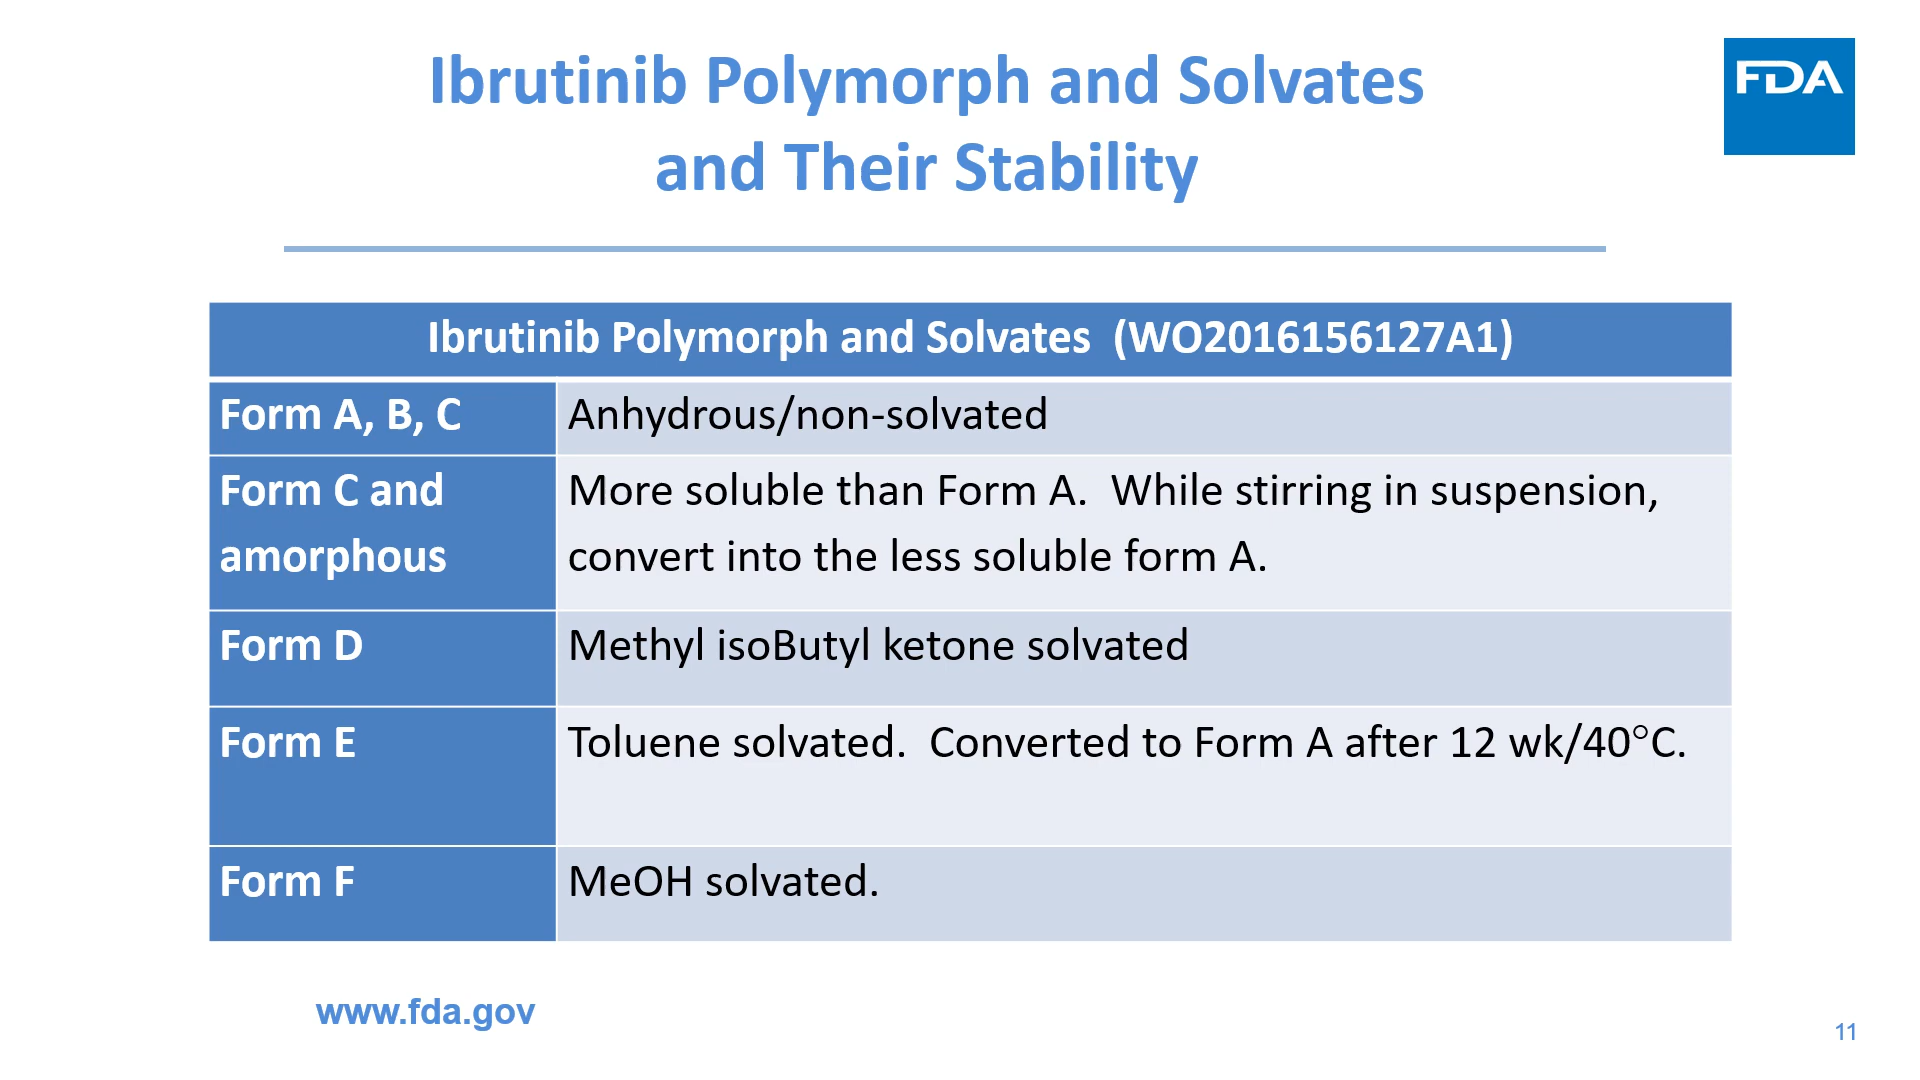 Ibrutinib Polymorph and Solvates
and Their Stability
FDA
Ibrutinib Polymorph and Solvates  (WO2016156127A1)
Form A, B, C
Anhydrous/non-solvated
Form C and
amorphous
More soluble than Form A.  While stirring in suspension,
convert into the less soluble form A.
Form D
Methyl isoButyl ketone solvated
Form E
Toluene solvated.  Converted to Form A after 12 wk/40°C.
Form F
MeOH solvated.
www.fda.gov
11